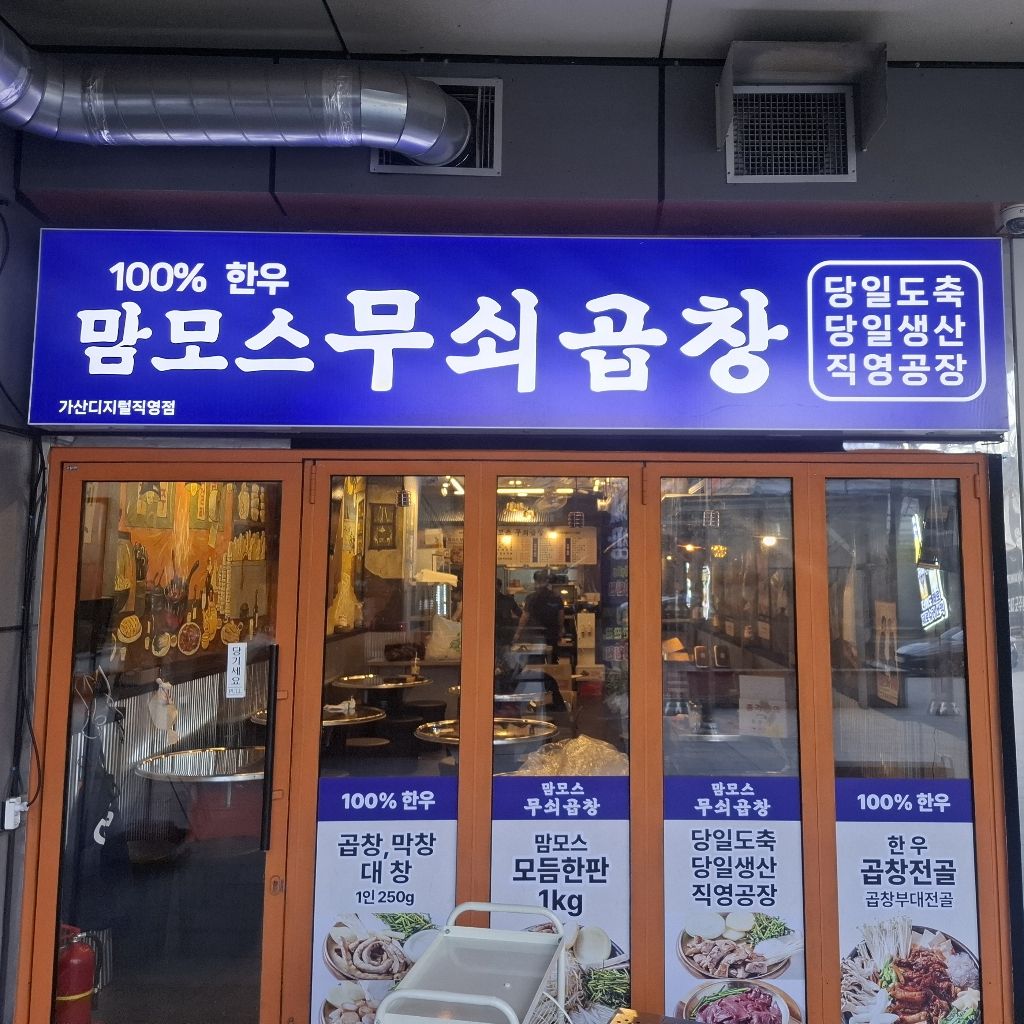 100% 한우
맘모스무쇠곱창
가산디지털직영점
당일도축
당일생산
직영공장
당기세요
PULL
100% 한우
곱창,막창
대 창
1인 250g
맘모스
무쇠곱창
맘모스
모듬한판
1kg
맘모스
무쇠곱창
당일도축
당일생산
직영공장
100% 한우
한 우
곱창전골
곱창부대전골